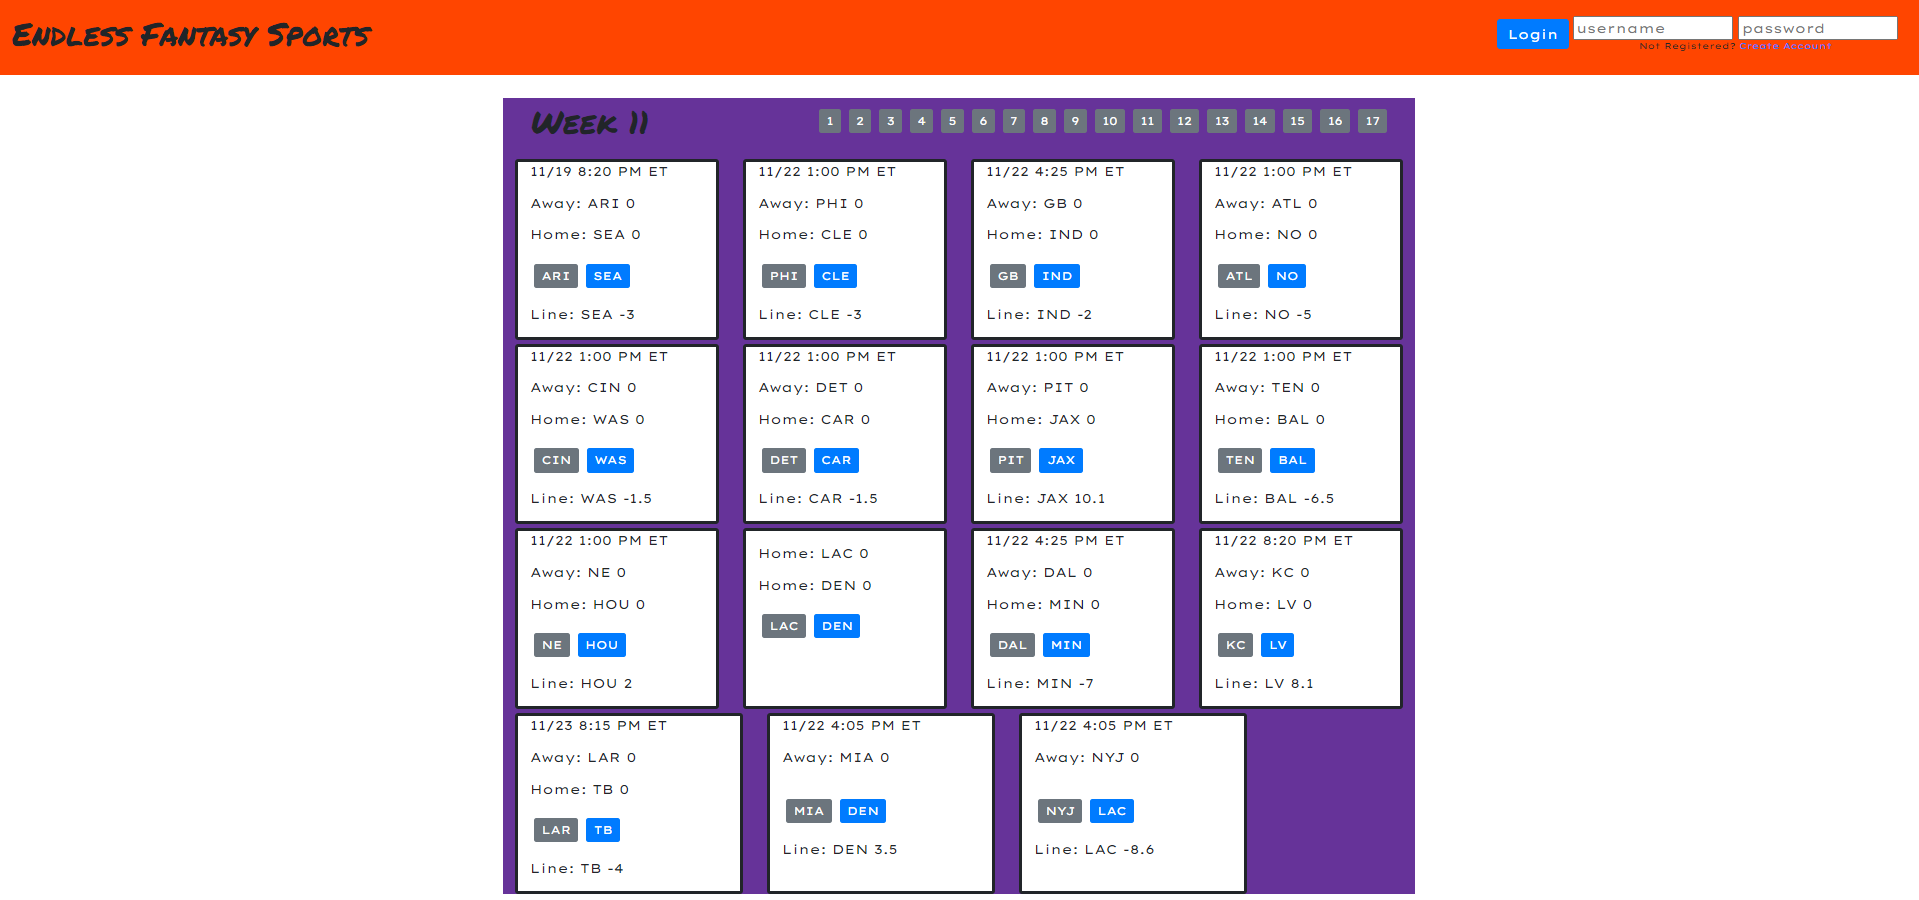 Endless Fantasy Sports
Login username password
Not Registered? Create Account
Week 11
1 2 3 4 5 6 7 8 9 10 11 12 13 14 15 16 17
11/19 8:20 PM ET
Away: ARI 0
Home: SEA 0
ARI SEA
Line: SEA -3
11/22 1:00 PM ET
Away: PHI 0
Home: CLE 0
PHI CLE
Line: CLE -3
11/22 4:25 PM ET
Away: GB 0
Home: IND 0
GB IND
Line: IND -2
11/22 1:00 PM ET
Away: ATL 0
Home: NO 0
ATL NO
Line: NO -5
11/22 1:00 PM ET
Away: CIN 0
Home: WAS 0
CIN WAS
Line: WAS -1.5
11/22 1:00 PM ET
Away: DET 0
Home: CAR 0
DET CAR
Line: CAR -1.5
11/22 1:00 PM ET
Away: PIT 0
Home: JAX 0
PIT JAX
Line: JAX 10.1
11/22 1:00 PM ET
Away: TEN 0
Home: BAL 0
TEN BAL
Line: BAL -6.5
11/22 1:00 PM ET
Away: NE 0
Home: HOU 0
NE HOU
Line: HOU 2
Home: LAC 0
Home: DEN 0
LAC DEN
11/22 4:25 PM ET
Away: DAL 0
Home: MIN 0
DAL MIN
Line: MIN -7
11/22 8:20 PM ET
Away: KC 0
Home: LV 0
KC LV
Line: LV 8.1
11/23 8:15 PM ET
Away: LAR 0
Home: TB 0
LAR TB
Line: TB -4
11/22 4:05 PM ET
Away: MIA 0
MIA DEN
Line: DEN 3.5
11/22 4:05 PM ET
Away: NYJ 0
NYJ LAC
Line: LAC -8.6